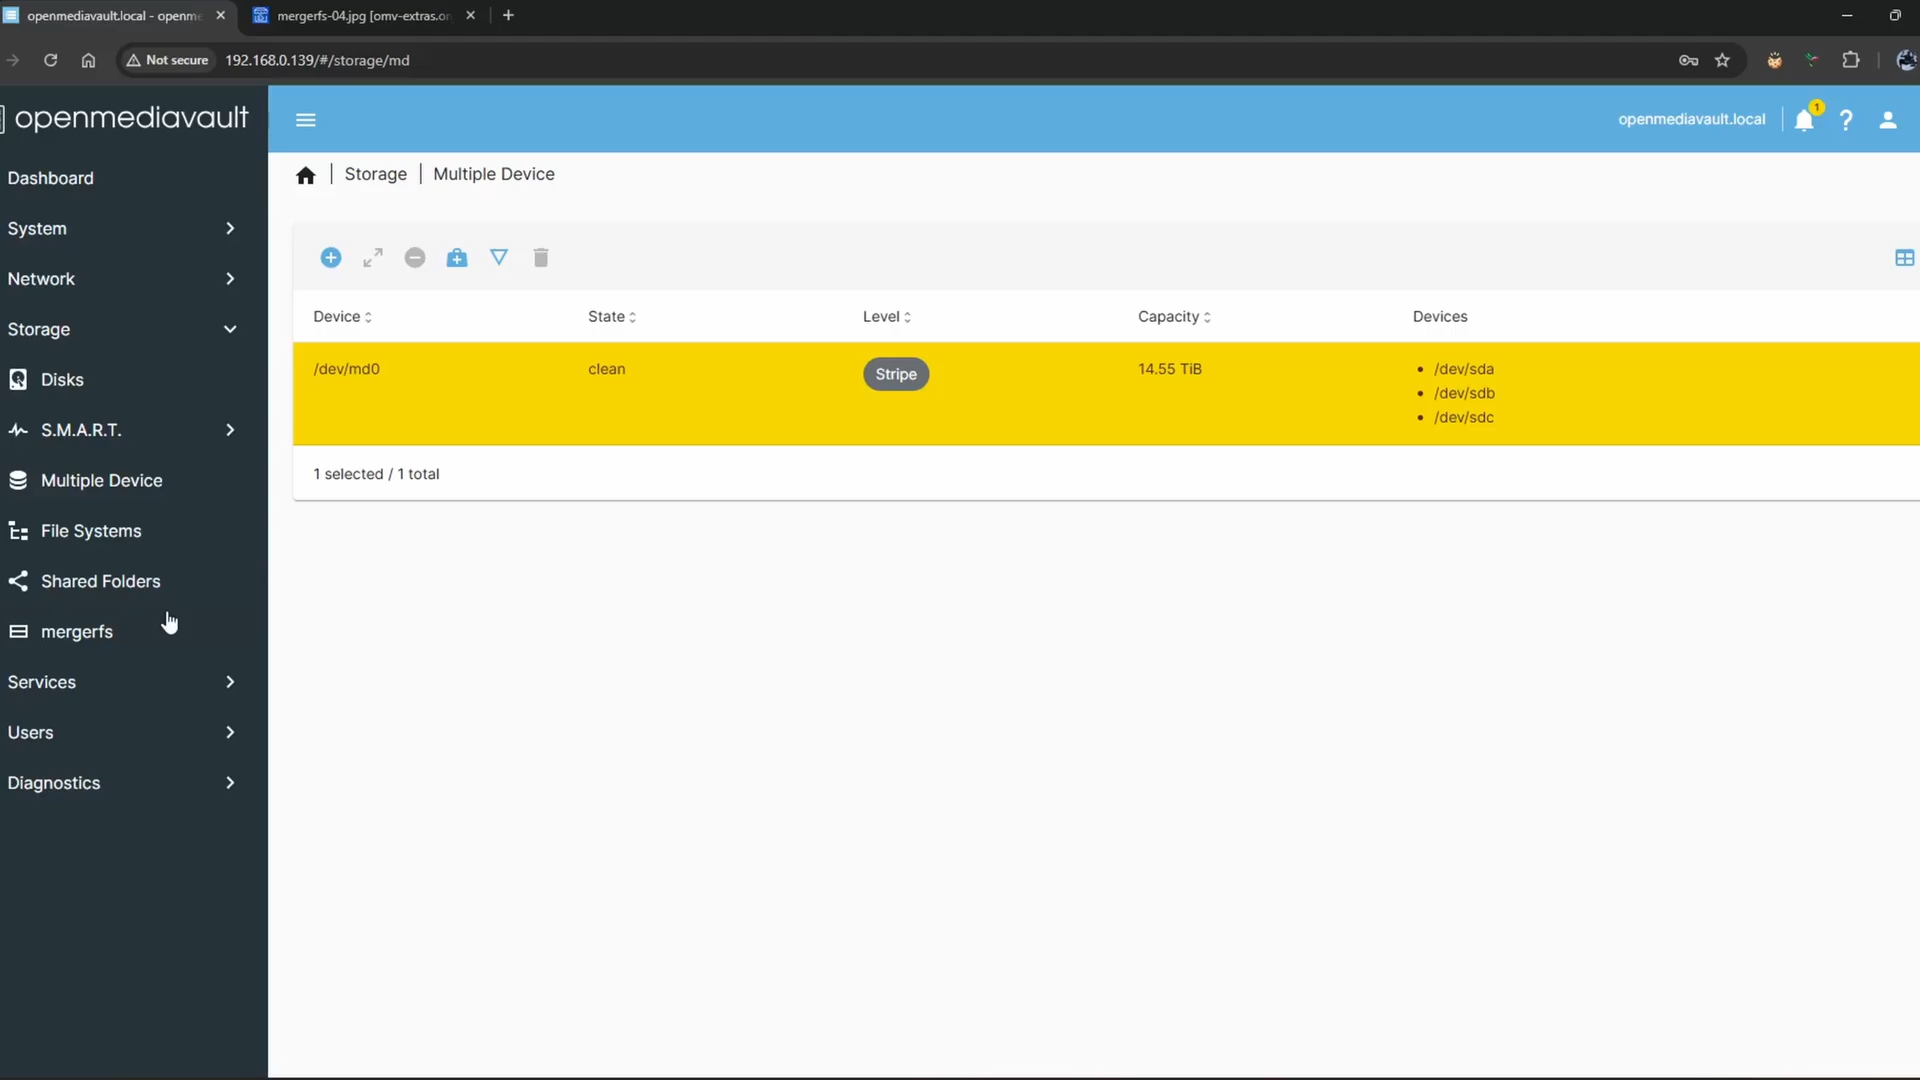 openmediavault.local - openme
mergerfs-04.jpg [omv-extras.or
Not secure
192.168.0.139/#/storage/md
openmediavault
openmediavault.local
1
Storage
Multiple Device
Dashboard
System
Network
Storage
Disks
S.M.A.R.T.
Multiple Device
File Systems
Shared Folders
mergerfs
Services
Users
Diagnostics
Device
State
Level
Capacity
Devices
/dev/md0
clean
Stripe
14.55 TiB
• /dev/sda
• /dev/sdb
• /dev/sdc
1 selected / 1 total